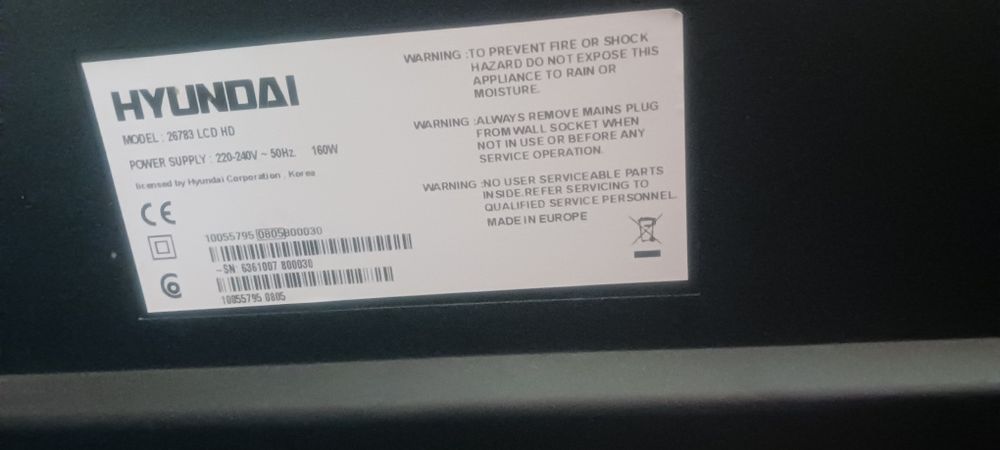 HYUNDAI
MODEL : 26783 LCD HD
POWER SUPPLY : 220-240V ~ 50Hz. 160W
licensed by Hyundai Corporation , Korea
CE
10055795 0805 800030
-SN 6361007 800030
10055795 0805
WARNING :TO PREVENT FIRE OR SHOCK
HAZARD DO NOT EXPOSE THIS
APPLIANCE TO RAIN OR
MOISTURE.
WARNING :ALWAYS REMOVE MAINS PLUG
FROM WALL SOCKET WHEN
NOT IN USE OR BEFORE ANY
SERVICE OPERATION.
WARNING :NO USER SERVICEABLE PARTS
INSIDE.REFER SERVICING TO
QUALIFIED SERVICE PERSONNEL.
MADE IN EUROPE